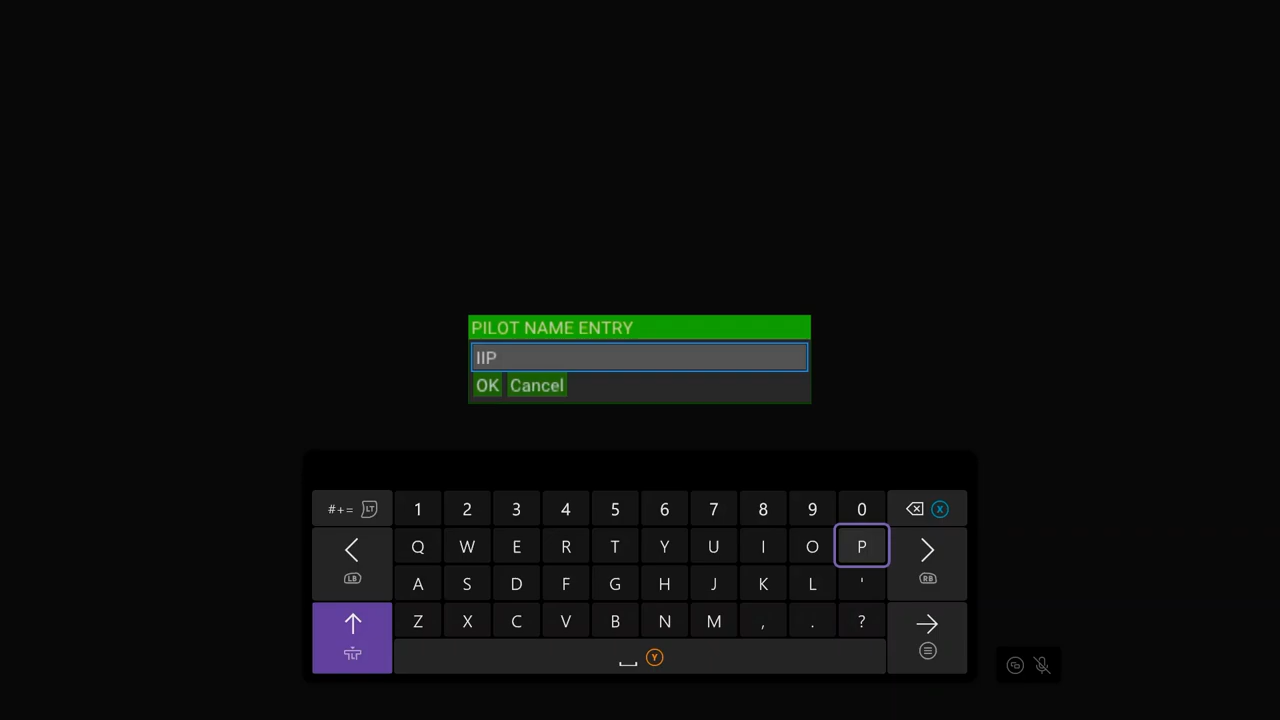 PILOT NAME ENTRY
IIP
OK Cancel
#+= LT 1 2 3 4 5 6 7 8 9 0 X
Q W E R T Y U I O P
LB A S D F G H J K L ' RB
Z X C V B N M , . ?
Y